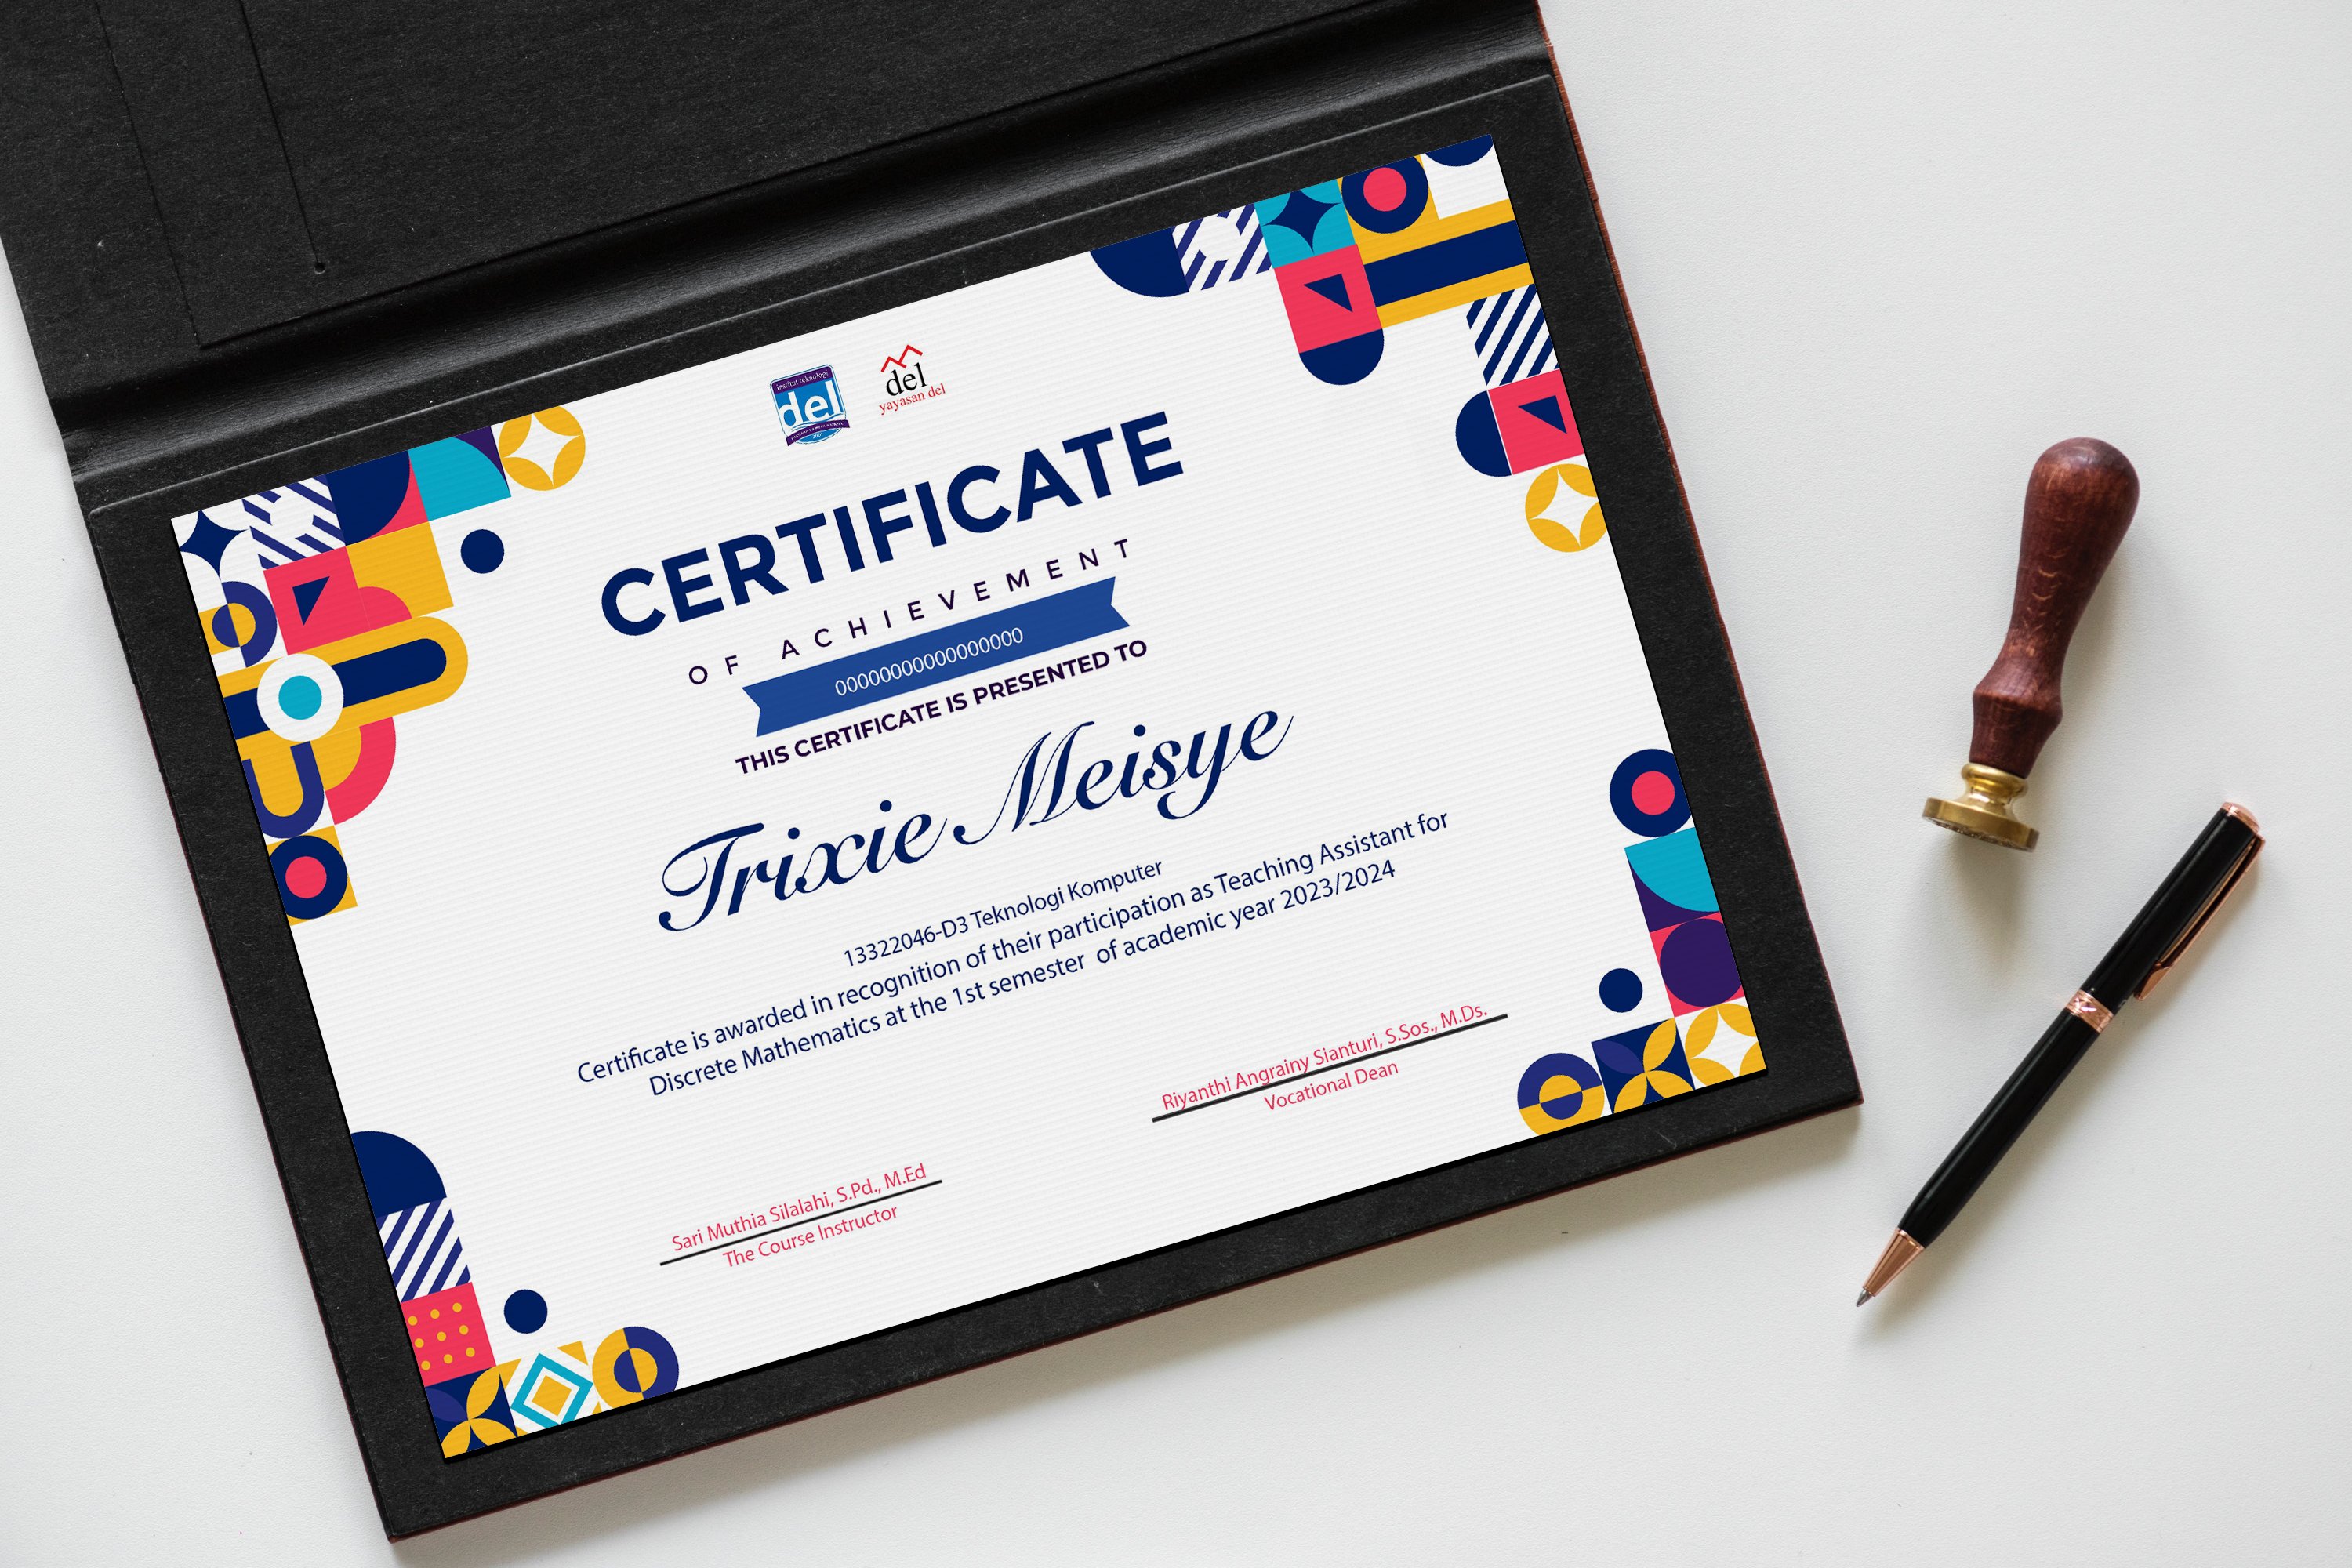 institut teknologi
del
del
yayasan del
CERTIFICATE
OF ACHIEVEMENT
0000000000000000
THIS CERTIFICATE IS PRESENTED TO
Trixie Meisye
13322046-D3 Teknologi Komputer
Certificate is awarded in recognition of their participation as Teaching Assistant for
Discrete Mathematics at the 1st semester of academic year 2023/2024
Riyanthi Angrainy Sianturi, S.Sos., M.Ds.
Vocational Dean
Sari Muthia Silalahi, S.Pd., M.Ed
The Course Instructor